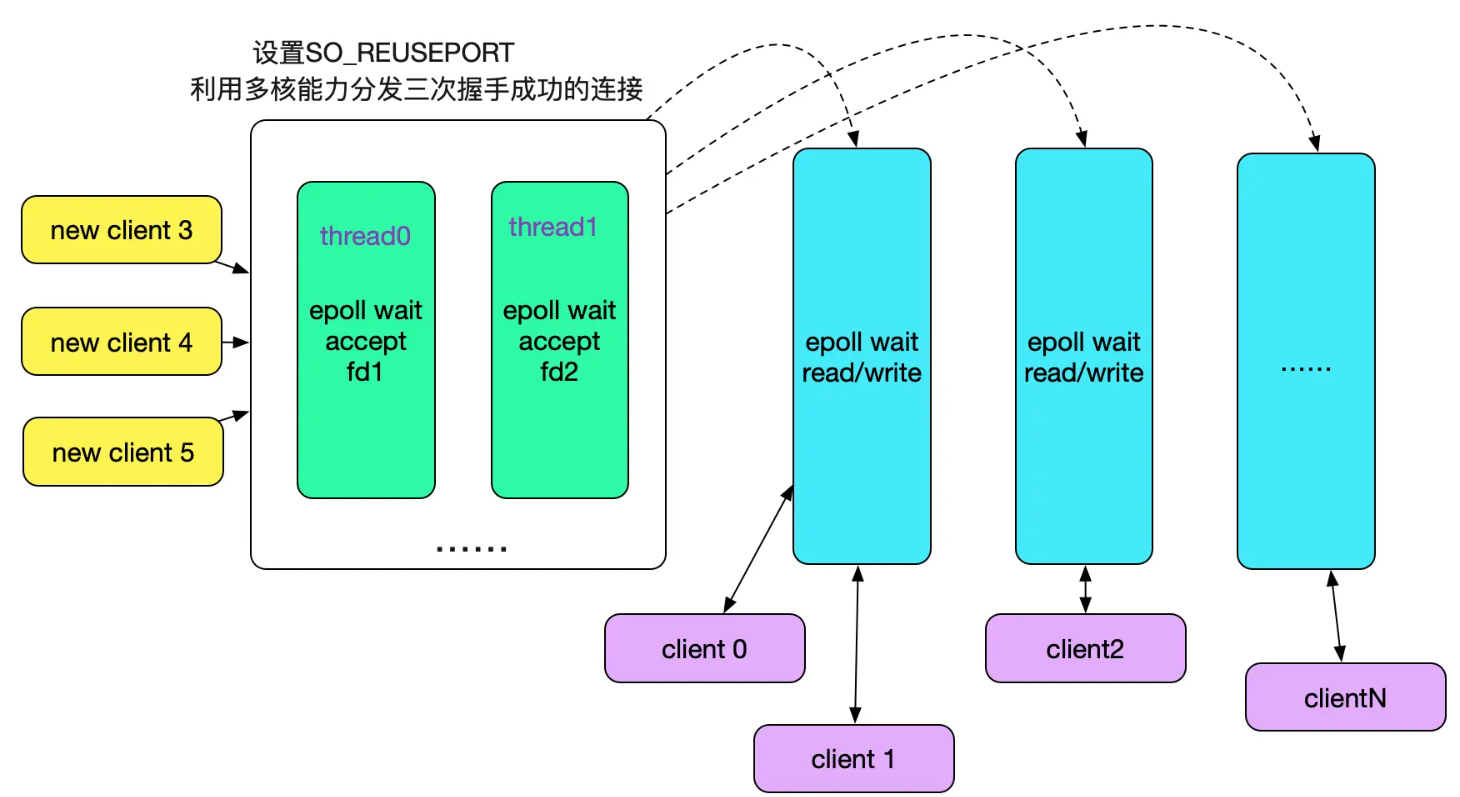 设置SO_REUSEPORT
利用多核能力分发三次握手成功的连接
new client 3
new client 4
new client 5
thread0
epoll wait
accept
fd1
thread1
epoll wait
accept
fd2
......
epoll wait
read/write
epoll wait
read/write
......
client 0
client 1
client2
clientN